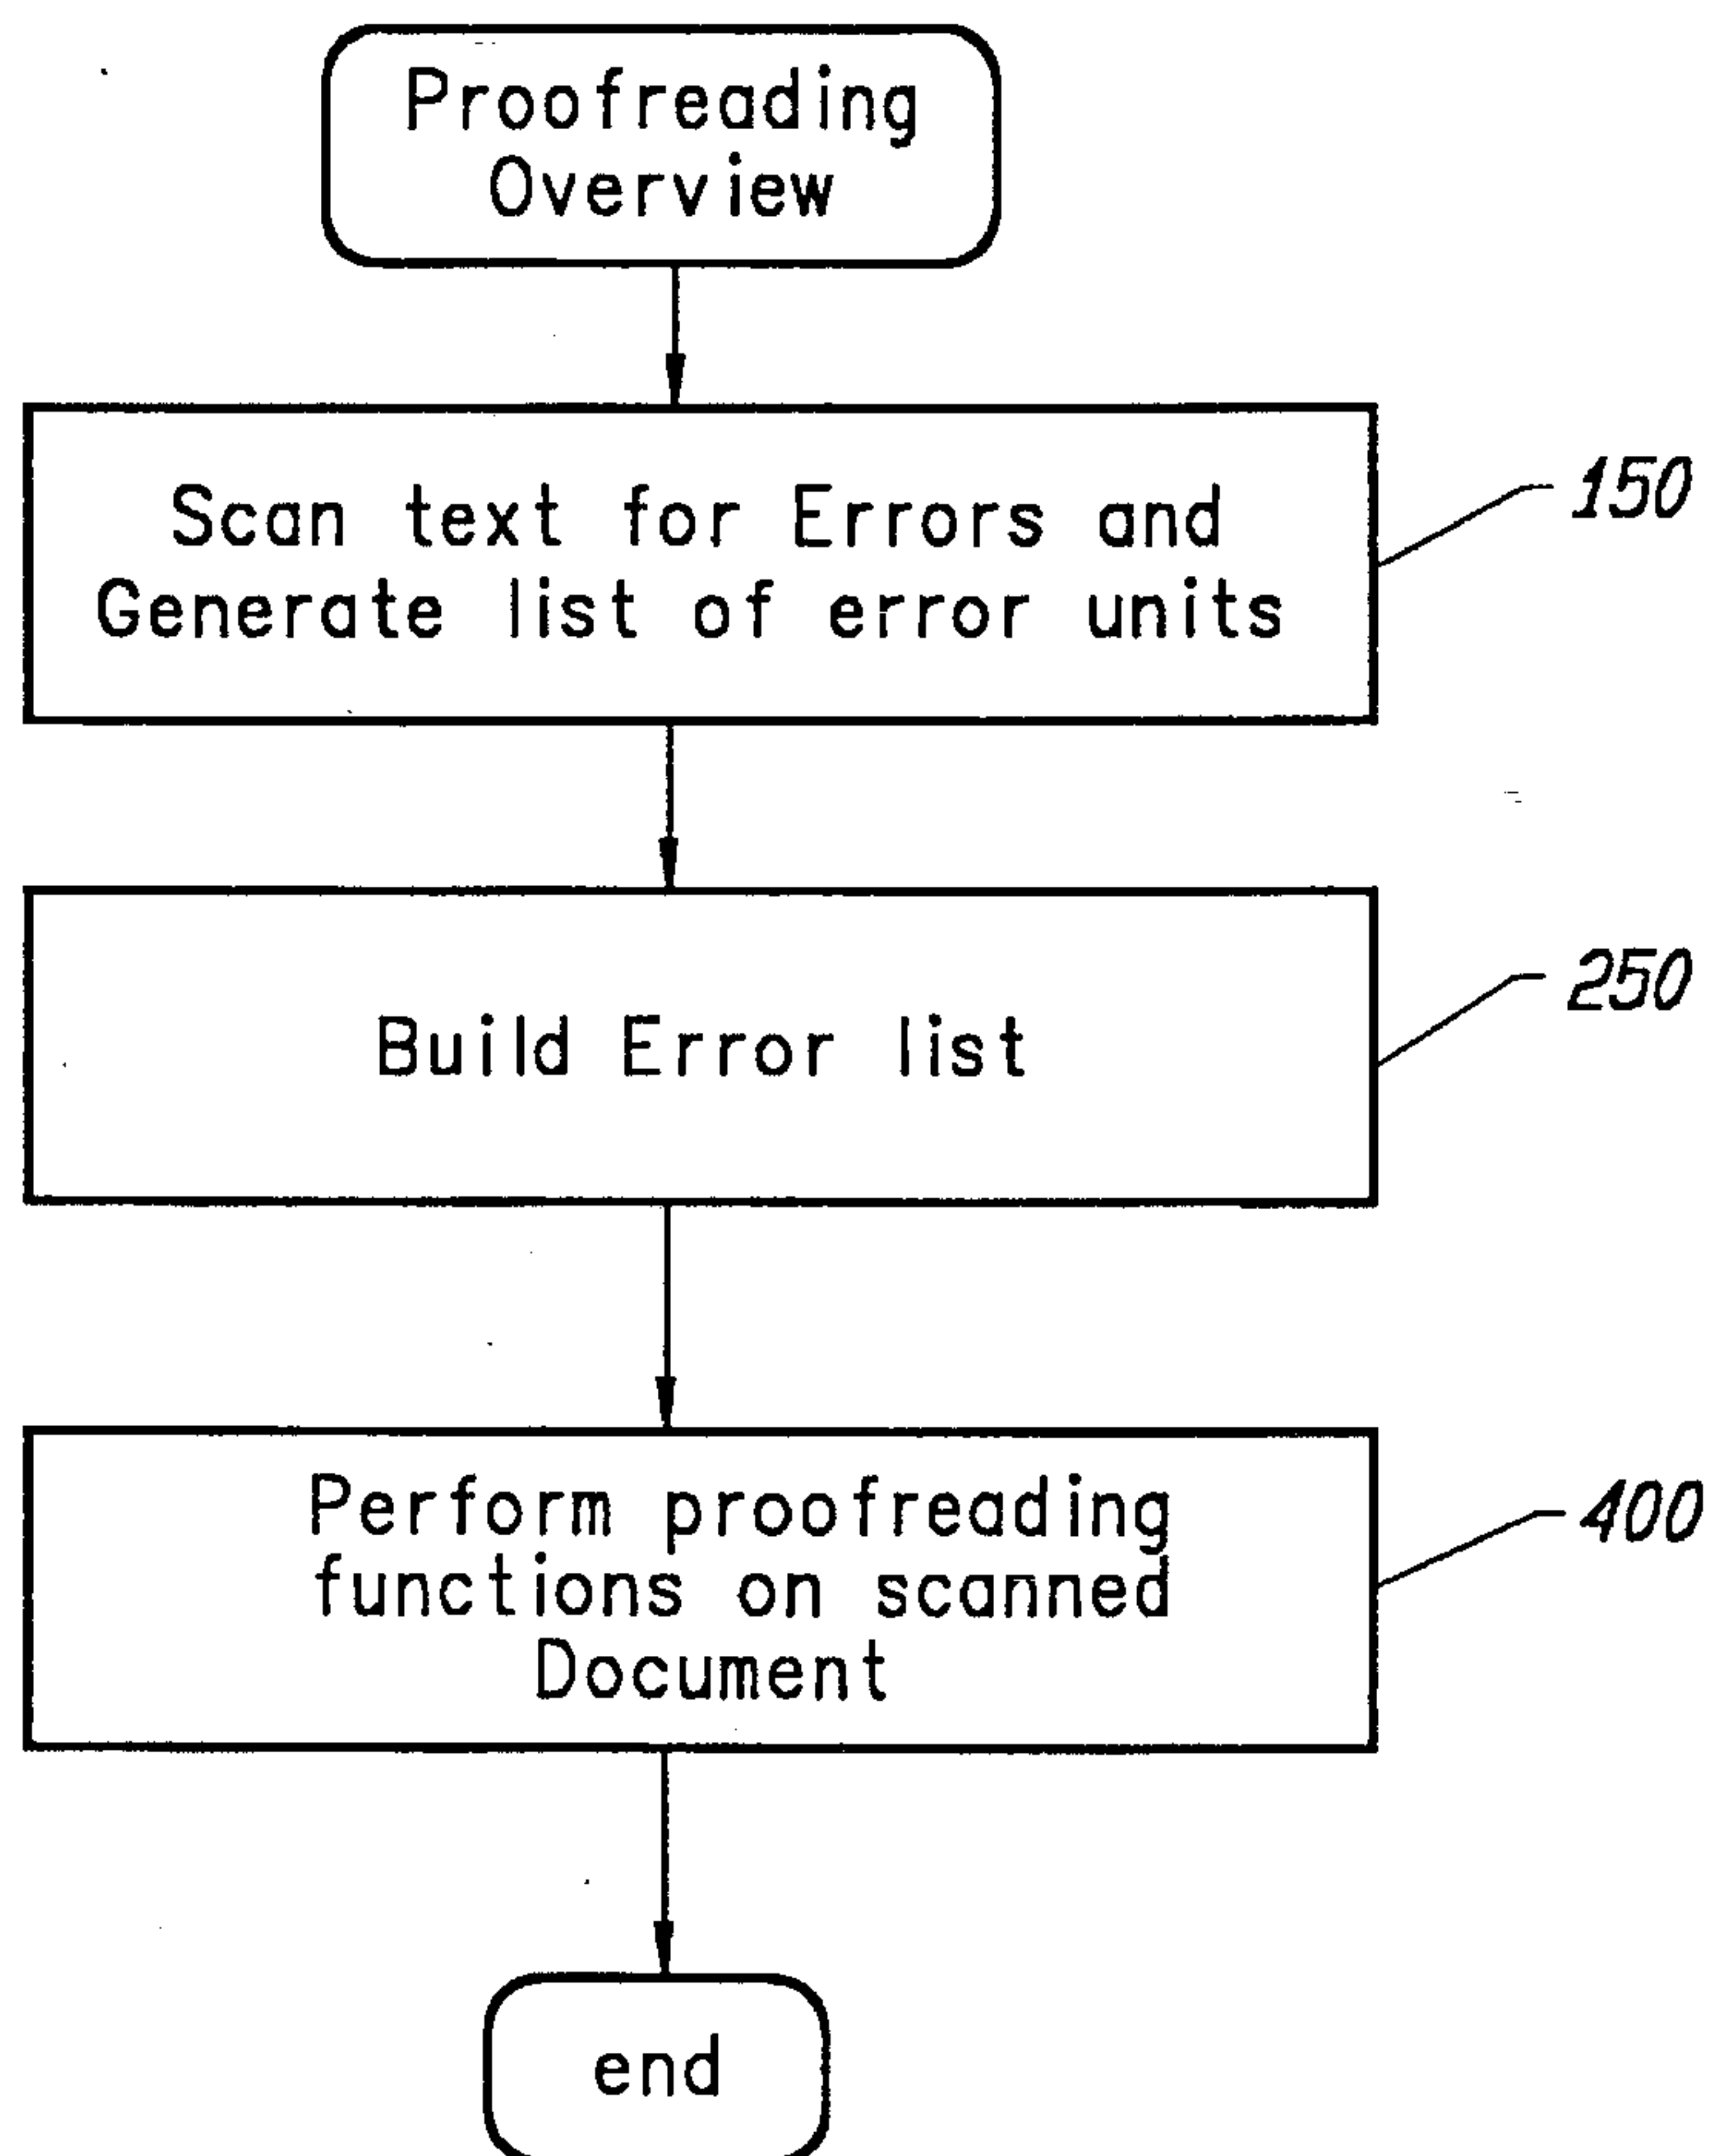 Proofreading
Overview
Scan text for Errors and
Generate list of error units
150
Build Error list
250
Perform proofreading
functions on scanned
Document
400
end